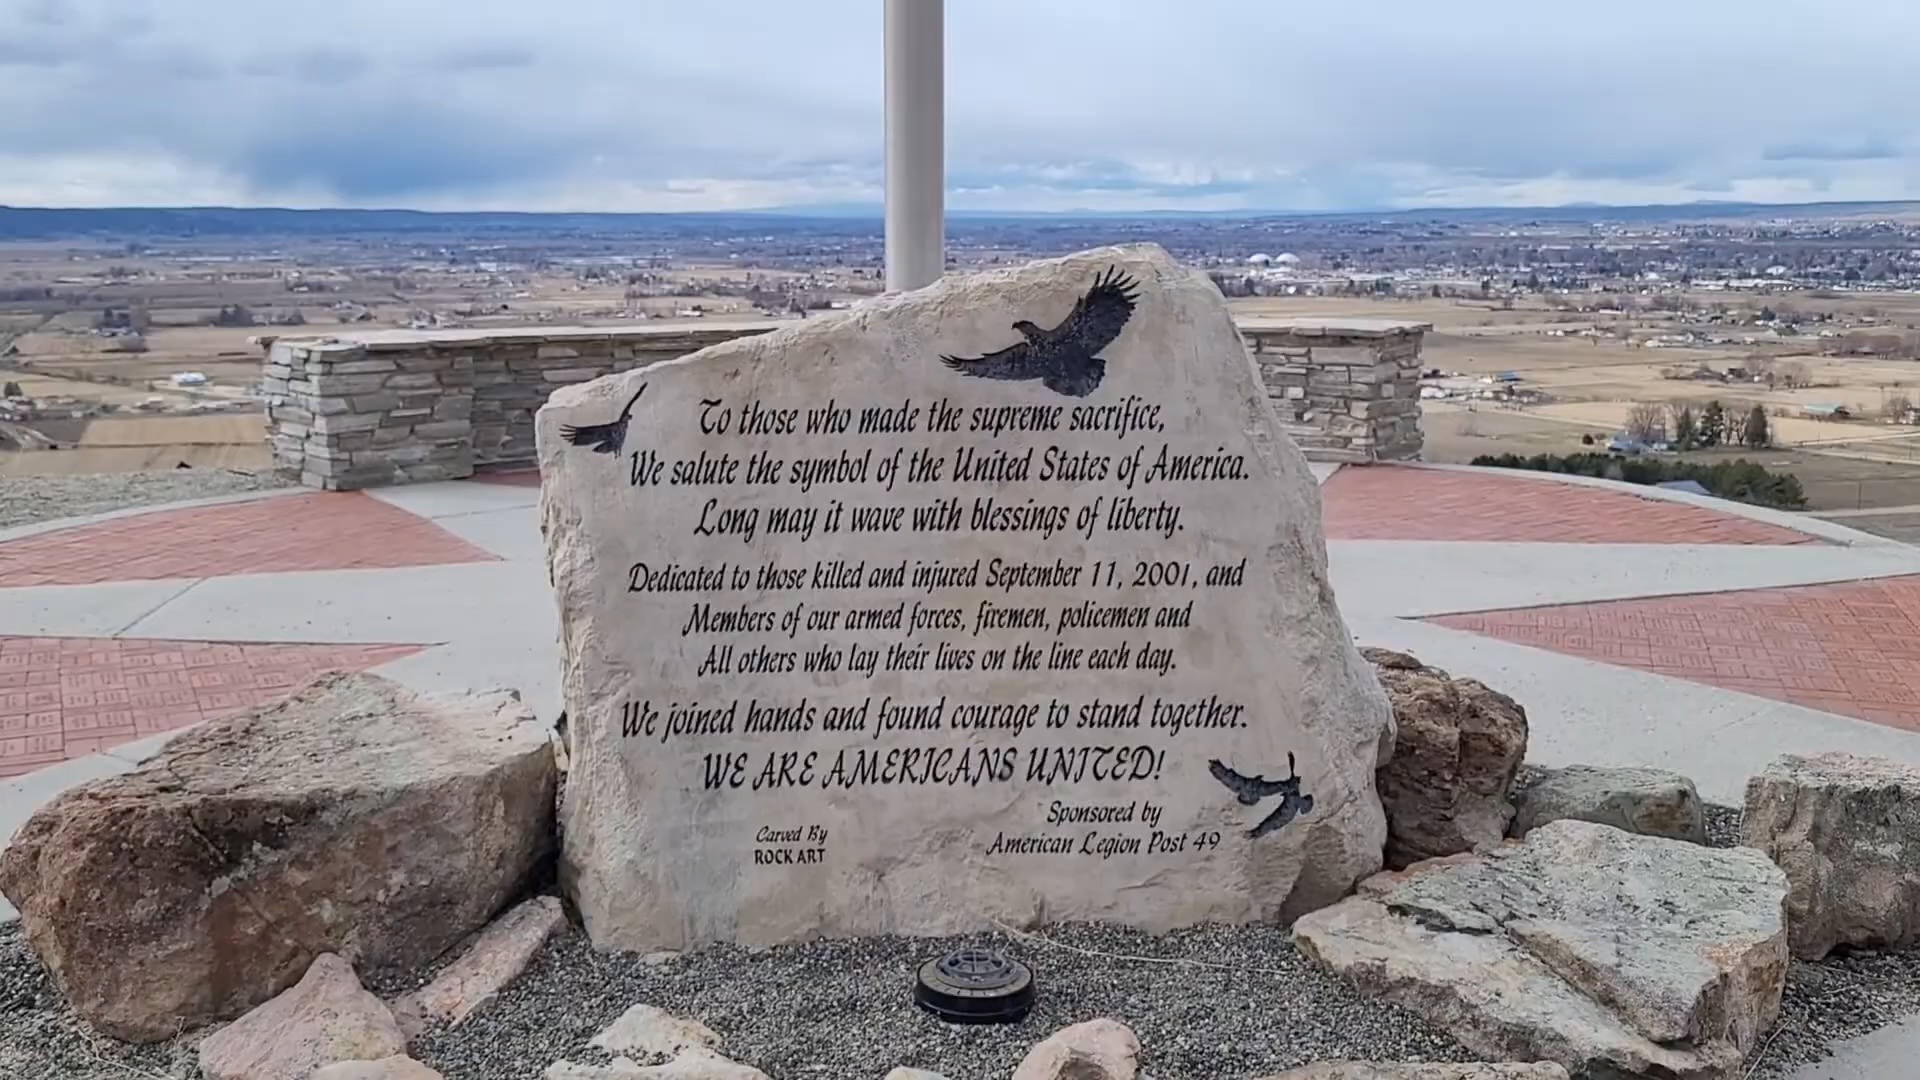 To those who made the supreme sacrifice,
We salute the symbol of the United States of America.
Long may it wave with blessings of liberty.
Dedicated to those killed and injured September 11, 2001, and
Members of our armed forces, firemen, policemen and
All others who lay their lives on the line each day.
We joined hands and found courage to stand together.
WE ARE AMERICANS UNITED!
Carved By
ROCK ART
Sponsored by
American Legion Post 49